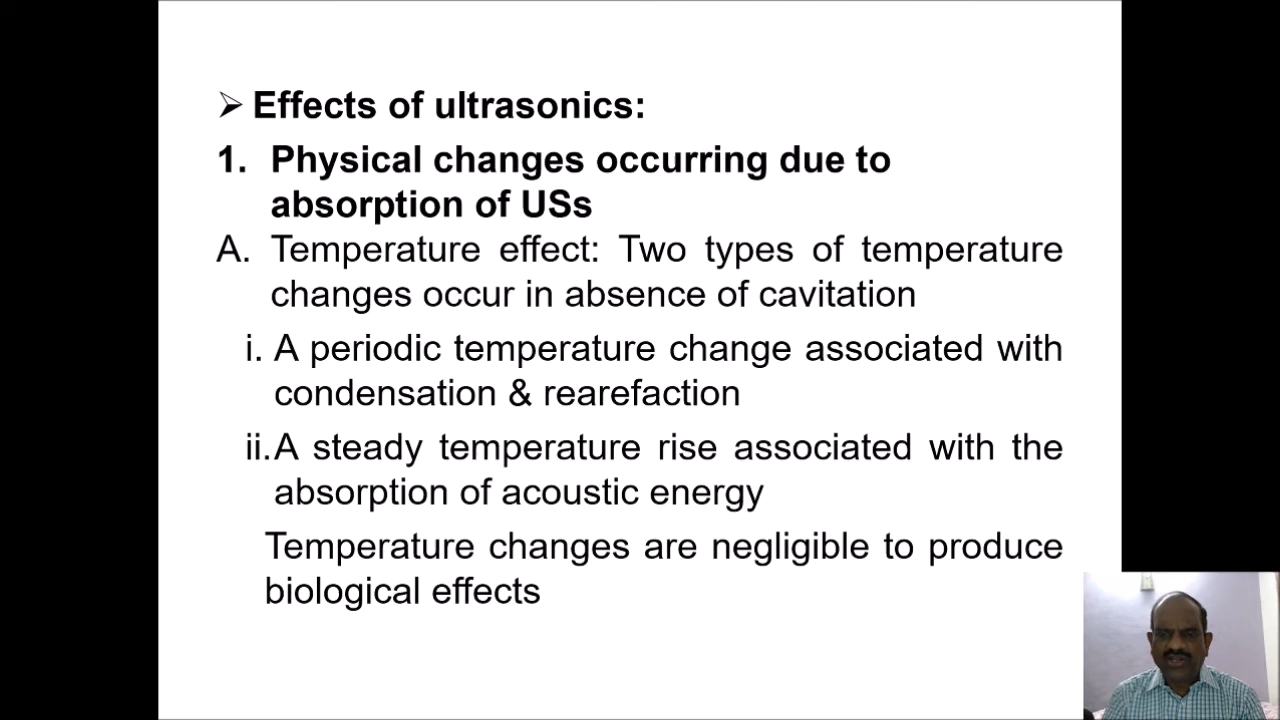 ➢ Effects of ultrasonics:
1. Physical changes occurring due to
absorption of USs
A. Temperature effect: Two types of temperature
changes occur in absence of cavitation
i. A periodic temperature change associated with
condensation & rearefaction
ii. A steady temperature rise associated with the
absorption of acoustic energy
Temperature changes are negligible to produce
biological effects